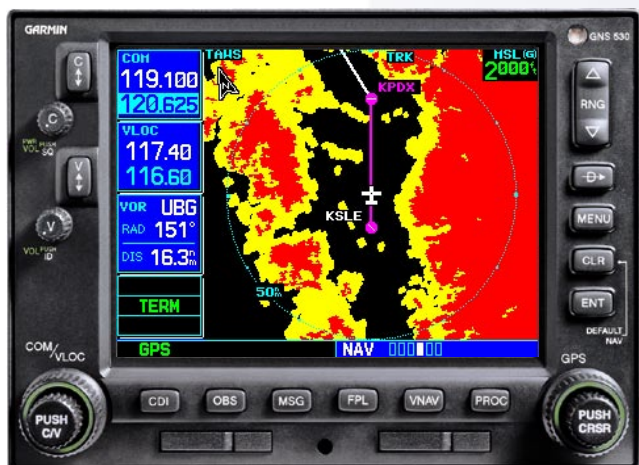 GARMIN
GNS 530
COM
119.100
120.625
VLOC
117.40
116.60
VOR UBG
RAD 151°
DIS 16.3nm
TERM
GPS
TAWS
TRK
MSL(G)
2000ft
KPDX
KSLE
50nm
NAV
C
C
PWR
VOL PUSH SQ
V
V
VOL PUSH ID
COM/VLOC
PUSH
C/V
RNG
D
MENU
CLR
ENT
DEFAULT
NAV
GPS
PUSH
CRSR
CDI
OBS
MSG
FPL
VNAV
PROC